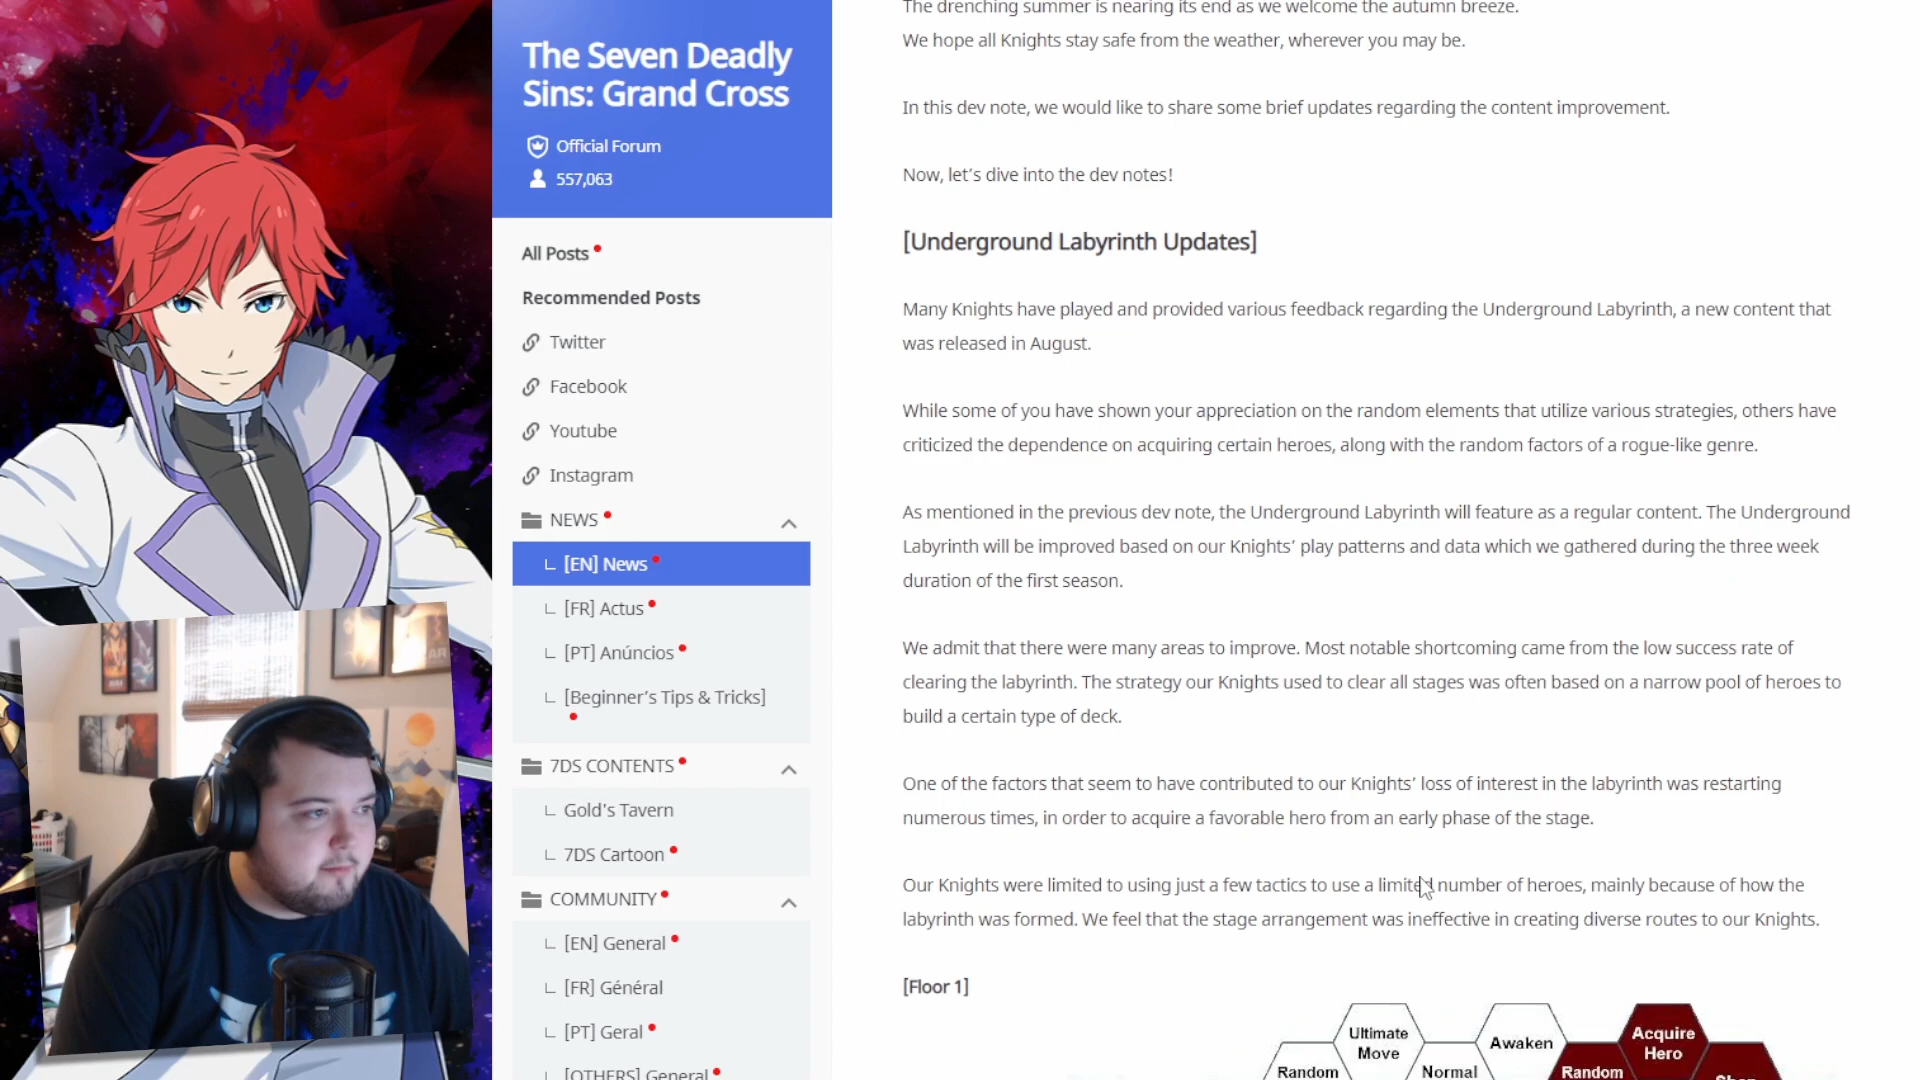 The Seven Deadly
Sins: Grand Cross
Official Forum
557,063
All Posts
Recommended Posts
Twitter
Facebook
Youtube
Instagram
NEWS
[EN] News
[FR] Actus
[PT] Anúncios
[Beginner's Tips & Tricks]
7DS CONTENTS
Gold's Tavern
7DS Cartoon
COMMUNITY
[EN] General
[FR] Général
[PT] Geral
[OTHERS] General
The drenching summer is nearing its end as we welcome the autumn breeze.
We hope all Knights stay safe from the weather, wherever you may be.
In this dev note, we would like to share some brief updates regarding the content improvement.
Now, let's dive into the dev notes!
[Underground Labyrinth Updates]
Many Knights have played and provided various feedback regarding the Underground Labyrinth, a new content that
was released in August.
While some of you have shown your appreciation on the random elements that utilize various strategies, others have
criticized the dependence on acquiring certain heroes, along with the random factors of a rogue-like genre.
As mentioned in the previous dev note, the Underground Labyrinth will feature as a regular content. The Underground
Labyrinth will be improved based on our Knights' play patterns and data which we gathered during the three week
duration of the first season.
We admit that there were many areas to improve. Most notable shortcoming came from the low success rate of
clearing the labyrinth. The strategy our Knights used to clear all stages was often based on a narrow pool of heroes to
build a certain type of deck.
One of the factors that seem to have contributed to our Knights' loss of interest in the labyrinth was restarting
numerous times, in order to acquire a favorable hero from an early phase of the stage.
Our Knights were limited to using just a few tactics to use a limited number of heroes, mainly because of how the
labyrinth was formed. We feel that the stage arrangement was ineffective in creating diverse routes to our Knights.
[Floor 1]
Ultimate
Move
Awaken
Acquire
Hero
Random
Normal
Random
Shop